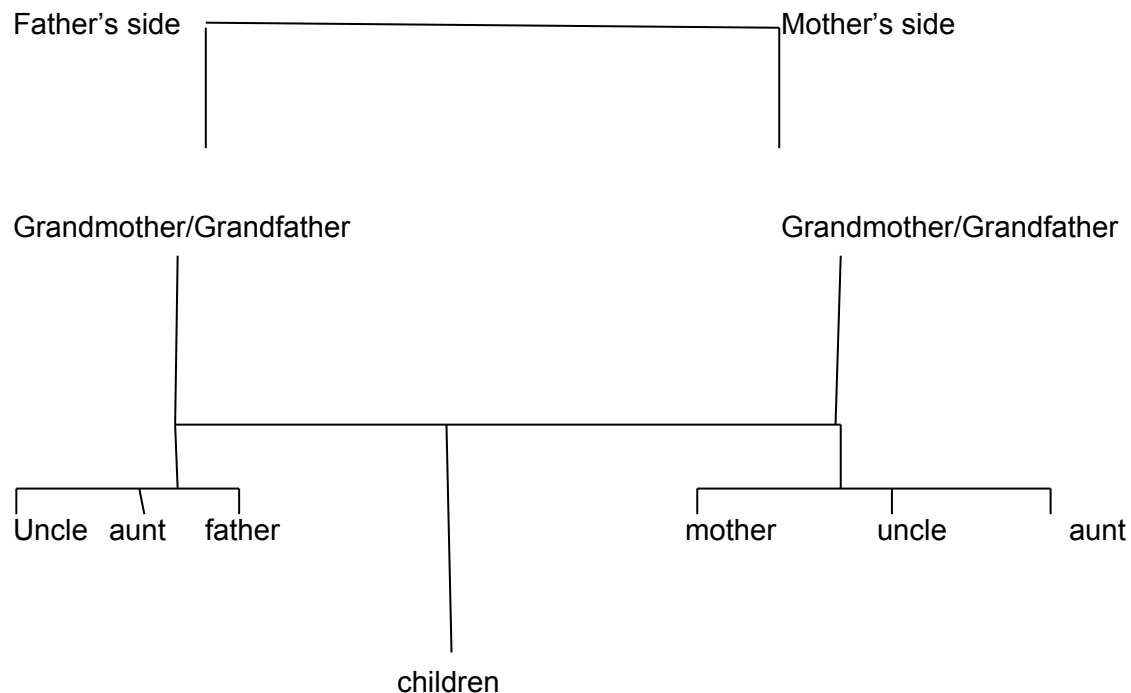 Father’s side Mother’s side
Grandmother/Grandfather Grandmother/Grandfather
Uncle aunt father mother uncle aunt
children